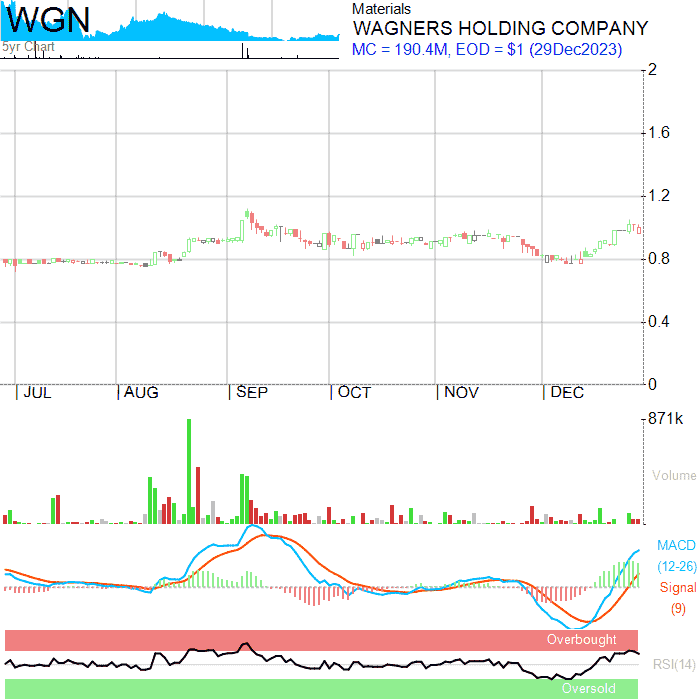 WGN
5yr Chart
Materials
WAGNERS HOLDING COMPANY
MC = 190.4M, EOD = $1 (29Dec2023)
2
1.6
1.2
0.8
0.4
0
JUL AUG SEP OCT NOV DEC
871k
Volume
MACD
(12-26)
Signal
(9)
Overbought
RSI(14)
Oversold